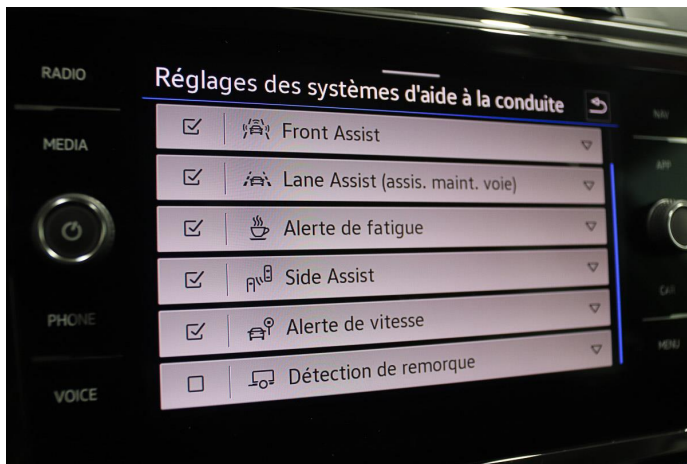 RADIO
MEDIA
PHONE
VOICE
Réglages des systèmes d'aide à la conduite
Front Assist
Lane Assist (assis. maint. voie)
Alerte de fatigue
Side Assist
Alerte de vitesse
Détection de remorque
NAV
APP
CAR
MENU